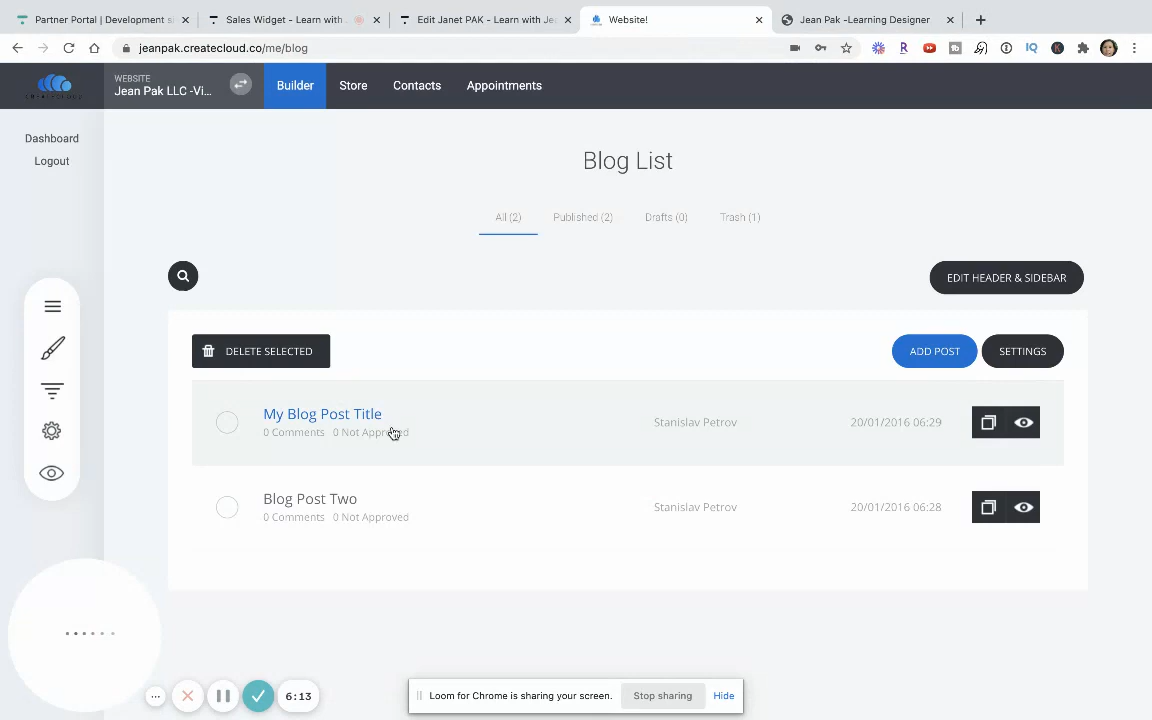 Partner Portal | Development si
Sales Widget - Learn with
Edit Janet PAK - Learn with Je
Website!
Jean Pak -Learning Designer
jeanpak.createcloud.co/me/blog
WEBSITE
Jean Pak LLC -Vi...
Builder
Store
Contacts
Appointments
Dashboard
Logout
Blog List
All (2)
Published (2)
Drafts (0)
Trash (1)
EDIT HEADER & SIDEBAR
DELETE SELECTED
ADD POST
SETTINGS
My Blog Post Title
0 Comments 0 Not Approved
Stanislav Petrov
20/01/2016 06:29
Blog Post Two
0 Comments 0 Not Approved
Stanislav Petrov
20/01/2016 06:28
6:13
Loom for Chrome is sharing your screen.
Stop sharing
Hide